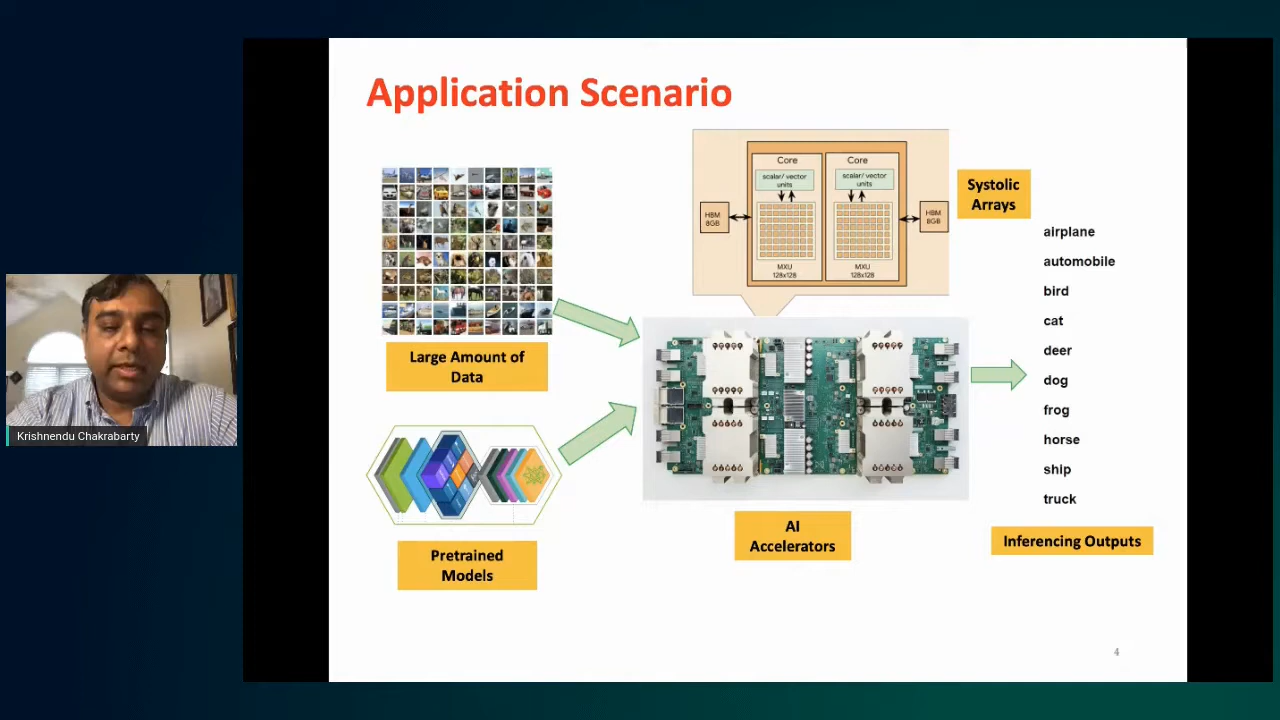 Application Scenario
Core
Core
scalar/ vector
units
scalar/ vector
units
HBM
8GB
HBM
8GB
MXU
128x128
MXU
128x128
Systolic
Arrays
Large Amount of
Data
Pretrained
Models
AI
Accelerators
airplane
automobile
bird
cat
deer
dog
frog
horse
ship
truck
Inferencing Outputs
Krishnendu Chakrabarty
4